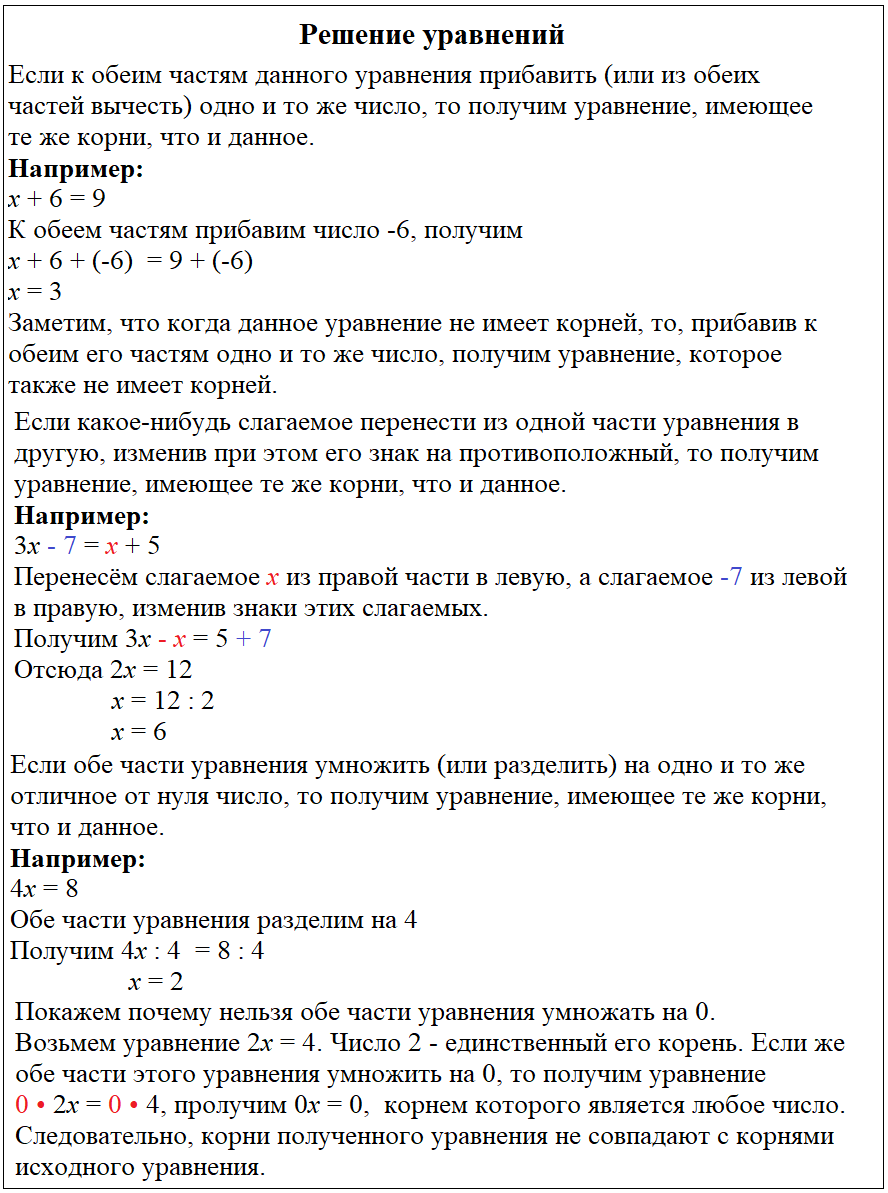 Решение уравнений
Если к обеим частям данного уравнения прибавить (или из обеих
частей вычесть) одно и то же число, то получим уравнение, имеющее
те же корни, что и данное.
Например:
x + 6 = 9
К обеем частям прибавим число -6, получим
x + 6 + (-6)  = 9 + (-6)
x = 3
Заметим, что когда данное уравнение не имеет корней, то, прибавив к
обеим его частям одно и то же число, получим уравнение, которое
также не имеет корней.
Если какое-нибудь слагаемое перенести из одной части уравнения в
другую, изменив при этом его знак на противоположный, то получим
уравнение, имеющее те же корни, что и данное.
Например:
3x - 7 = x + 5
Перенесём слагаемое x из правой части в левую, а слагаемое -7 из левой
в правую, изменив знаки этих слагаемых.
Получим 3x - x = 5 + 7
Отсюда 2x = 12
x = 12 : 2
x = 6
Если обе части уравнения умножить (или разделить) на одно и то же
отличное от нуля число, то получим уравнение, имеющее те же корни,
что и данное.
Например:
4x = 8
Обе части уравнения разделим на 4
Получим 4x : 4  = 8 : 4
x = 2
Покажем почему нельзя обе части уравнения умножать на 0.
Возьмем уравнение 2x = 4. Число 2 - единственный его корень. Если же
обе части этого уравнения умножить на 0, то получим уравнение
0 • 2x = 0 • 4, пролучим 0x = 0,  корнем которого является любое число.
Следовательно, корни полученного уравнения не совпадают с корнями
исходного уравнения.